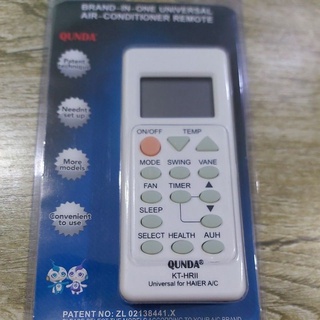 BRAND-IN-ONE UNIVERSAL
AIR-CONDITIONER REMOTE
QUNDA®
Patent
Needn't
set up
More
models
Convenient
to use
ON/OFF TEMP
MODE SWING VANE
FAN TIMER
SLEEP
SELECT HEALTH AUH
QUNDA®
KT-HRII
Universal for HAIER A/C
PATENT NO: ZL 02138441.X